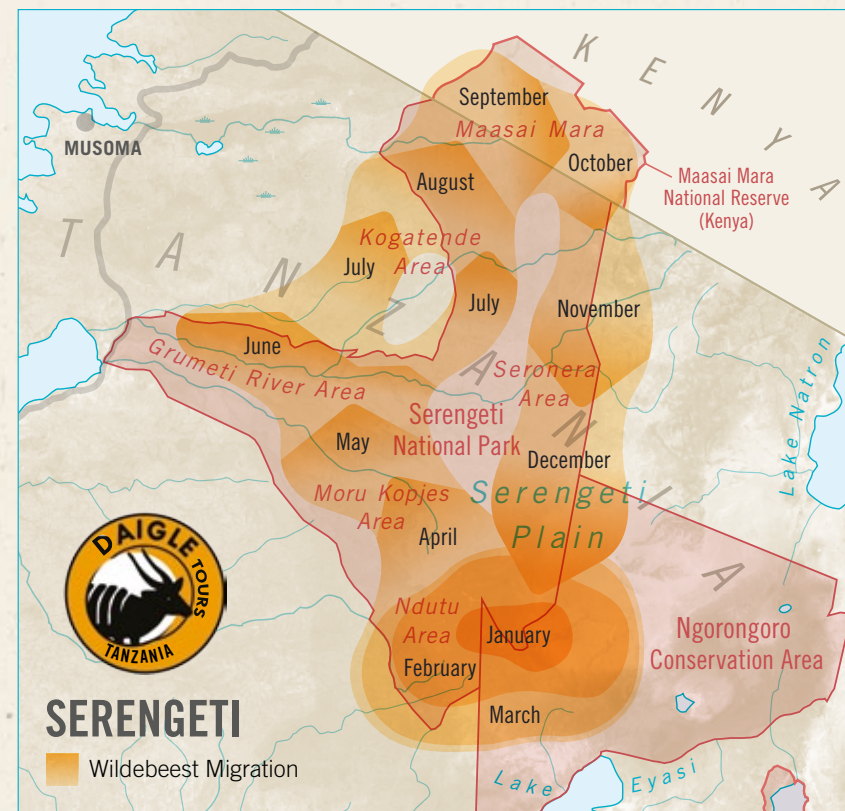 KENYA
September
Maasai Mara
MUSOMA
October
Maasai Mara
National Reserve
(Kenya)
August
TANZANIA
Kogatende
Area
July
July
November
June
Grumeti River Area
Seronera
Area
Lake Natron
Serengeti
National Park
May
December
Moru Kopjes
Area
Serengeti
Plain
April
DAIGLE
TOURS
TANZANIA
Ndutu
Area
January
Ngorongoro
Conservation Area
February
March
SERENGETI
Wildebeest Migration
Lake Eyasi